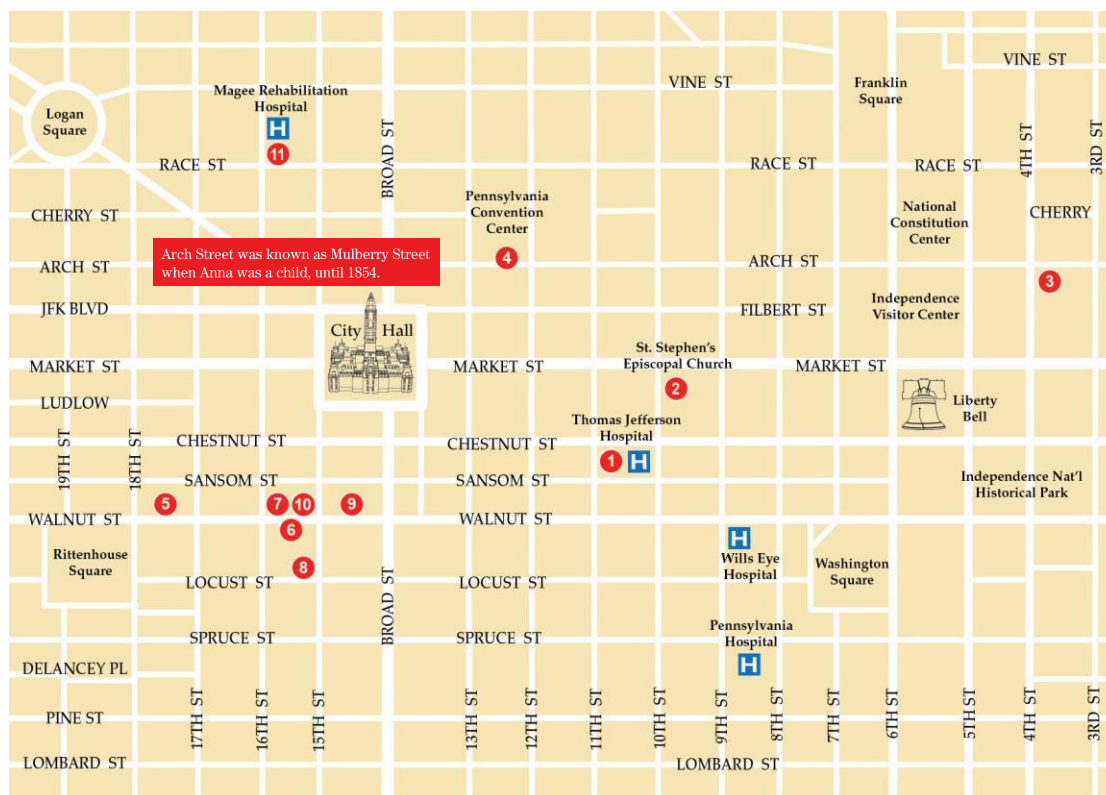 VINE ST
VINE ST
Franklin
Square
Magee Rehabilitation
Hospital
H
11
Logan
Square
BROAD ST
4TH ST
3RD ST
RACE ST
RACE ST
RACE ST
Pennsylvania
Convention
Center
4
National
Constitution
Center
CHERRY ST
CHERRY
Arch Street was known as Mulberry Street
when Anna was a child, until 1854.
ARCH ST
ARCH ST
3
JFK BLVD
FILBERT ST
Independence
Visitor Center
City Hall
St. Stephen's
Episcopal Church
2
MARKET ST
MARKET ST
MARKET ST
LUDLOW
Liberty
Bell
Thomas Jefferson
Hospital
1
H
19TH ST
18TH ST
CHESTNUT ST
CHESTNUT ST
SANSOM ST
SANSOM ST
Independence Nat'l
Historical Park
5
7
10
9
WALNUT ST
WALNUT ST
6
H
Wills Eye
Hospital
Rittenhouse
Square
8
Washington
Square
LOCUST ST
LOCUST ST
BROAD ST
SPRUCE ST
SPRUCE ST
Pennsylvania
Hospital
H
DELANCEY PL
17TH ST
16TH ST
15TH ST
13TH ST
12TH ST
11TH ST
10TH ST
9TH ST
8TH ST
7TH ST
6TH ST
5TH ST
4TH ST
3RD ST
PINE ST
LOMBARD ST
LOMBARD ST